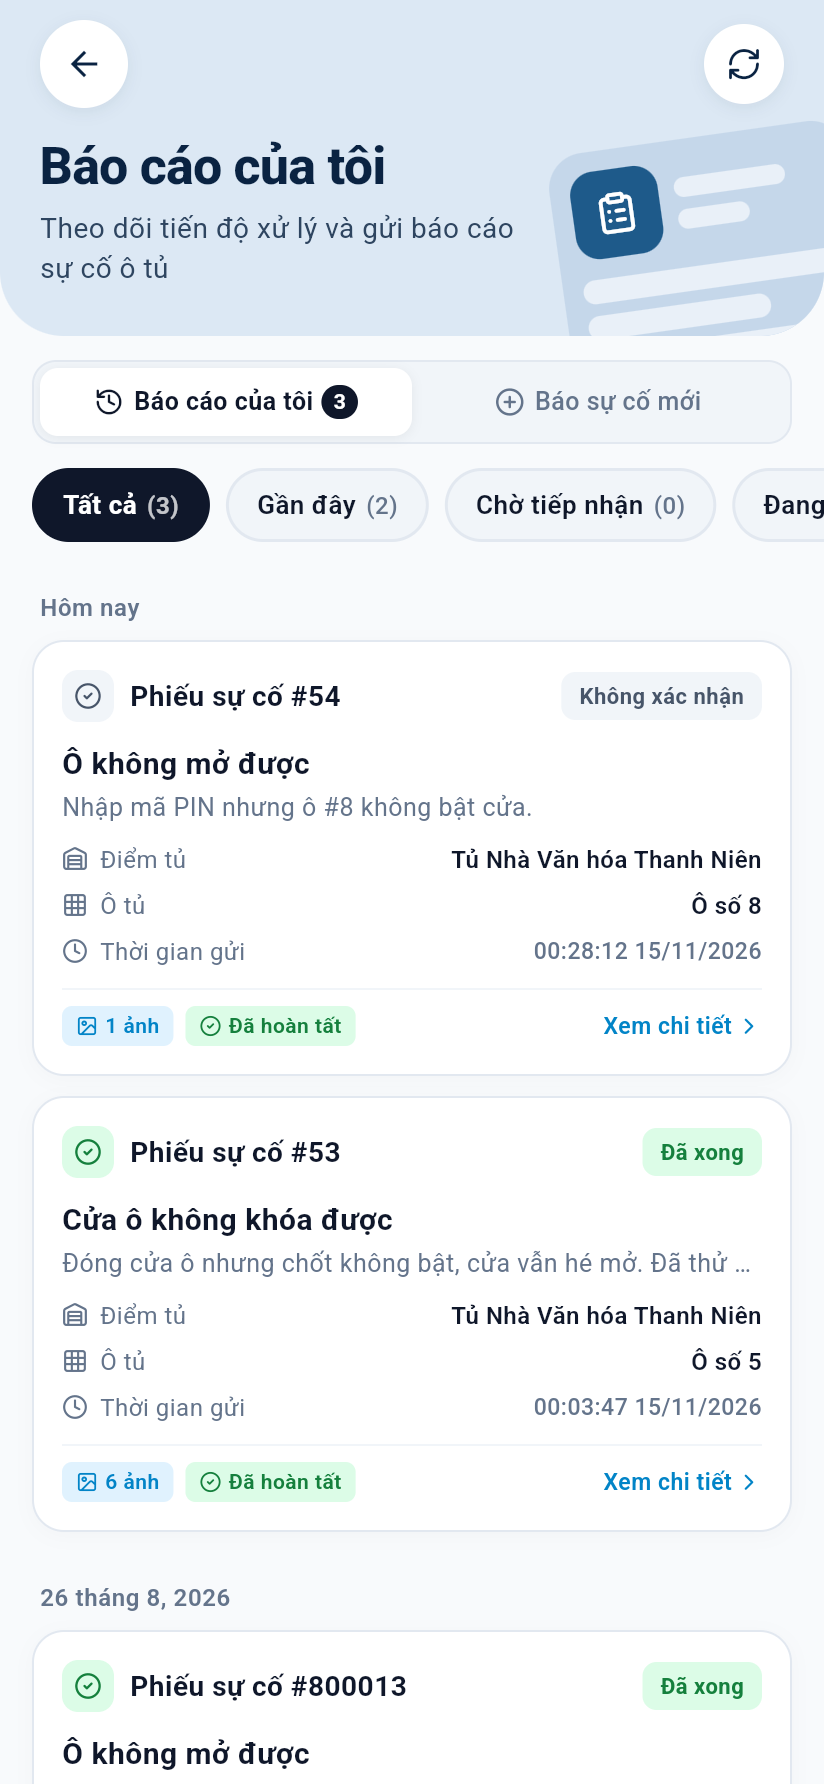 Báo cáo của tôi
Theo dõi tiến độ xử lý và gửi báo cáo
sự cố ô tủ
Báo cáo của tôi 3
Báo sự cố mới
Tất cả (3)
Gần đây (2)
Chờ tiếp nhận (0)
Đang
Hôm nay
Phiếu sự cố #54
Không xác nhận
Ô không mở được
Nhập mã PIN nhưng ô #8 không bật cửa.
Điểm tủ
Tủ Nhà Văn hóa Thanh Niên
Ô tủ
Ô số 8
Thời gian gửi
00:28:12 15/11/2026
1 ảnh
Đã hoàn tất
Xem chi tiết
Phiếu sự cố #53
Đã xong
Cửa ô không khóa được
Đóng cửa ô nhưng chốt không bật, cửa vẫn hé mở. Đã thử ...
Điểm tủ
Tủ Nhà Văn hóa Thanh Niên
Ô tủ
Ô số 5
Thời gian gửi
00:03:47 15/11/2026
6 ảnh
Đã hoàn tất
Xem chi tiết
26 tháng 8, 2026
Phiếu sự cố #800013
Đã xong
Ô không mở được